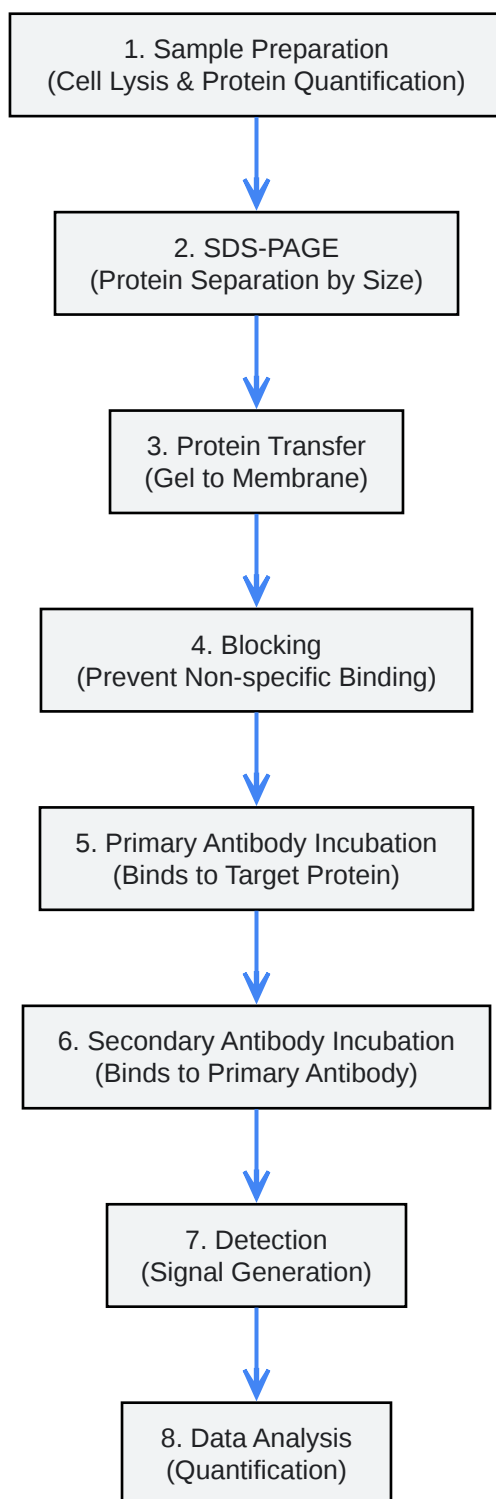 1. Sample Preparation
(Cell Lysis & Protein Quantification)
2. SDS-PAGE
(Protein Separation by Size)
3. Protein Transfer
(Gel to Membrane)
4. Blocking
(Prevent Non-specific Binding)
5. Primary Antibody Incubation
(Binds to Target Protein)
6. Secondary Antibody Incubation
(Binds to Primary Antibody)
7. Detection
(Signal Generation)
8. Data Analysis
(Quantification)